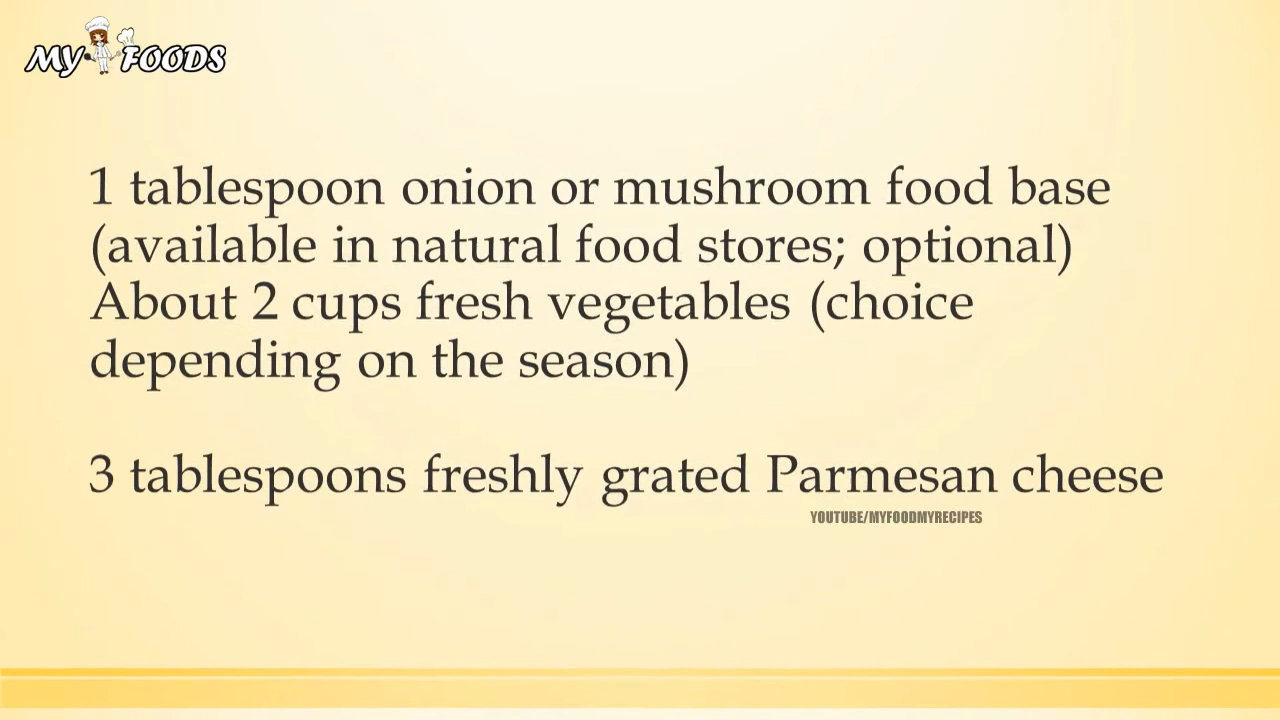 MY FOODS
1 tablespoon onion or mushroom food base
(available in natural food stores; optional)
About 2 cups fresh vegetables (choice
depending on the season)
3 tablespoons freshly grated Parmesan cheese
YOUTUBE/MYFOODMYRECIPES